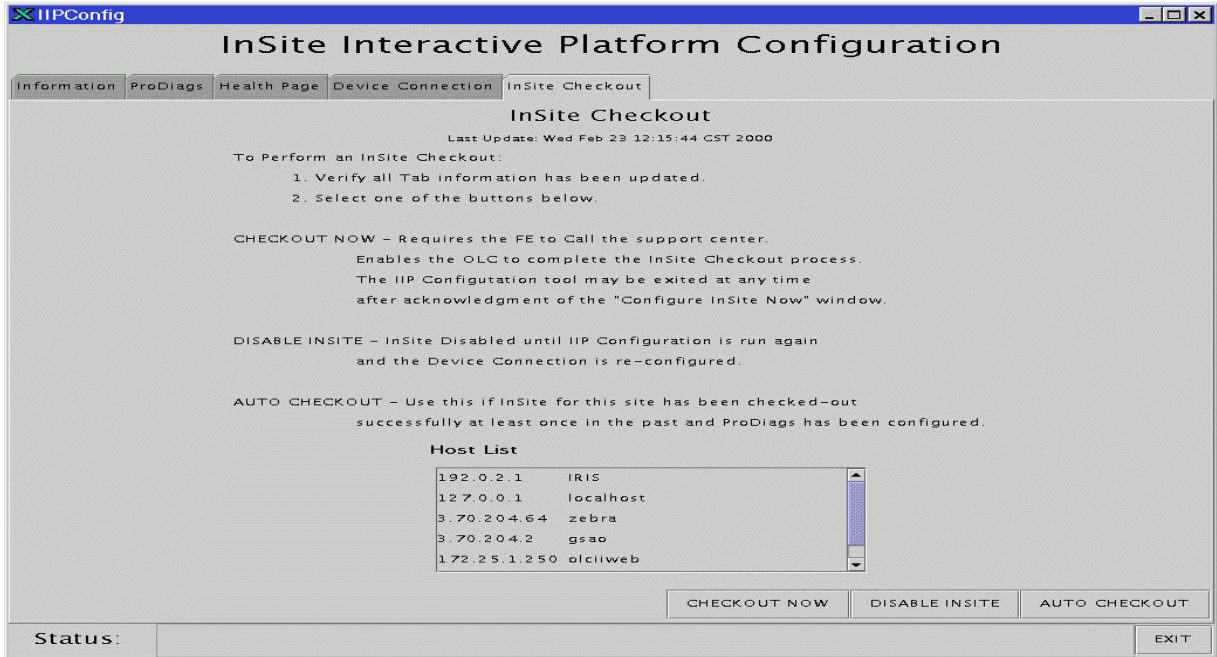 IIPConfig
InSite Interactive Platform Configuration
Information ProDiags Health Page Device Connection InSite Checkout
InSite Checkout
Last Update: Wed Feb 23 12:15:44 CST 2000
To Perform an InSite Checkout:
1. Verify all Tab information has been updated.
2. Select one of the buttons below.
CHECKOUT NOW – Requires the FE to Call the support center.
Enables the OLC to complete the InSite Checkout process.
The IIP Configutation tool may be exited at any time
after acknowledgment of the "Configure InSite Now" window.
DISABLE INSITE – InSite Disabled until IIP Configuration is run again
and the Device Connection is re–configured.
AUTO CHECKOUT – Use this if InSite for this site has been checked–out
successfully at least once in the past and ProDiags has been configured.
Host List
192.0.2.1 IRIS
127.0.0.1 localhost
3.70.204.64 zebra
3.70.204.2 gsao
172.25.1.250 olciiweb
CHECKOUT NOW DISABLE INSITE AUTO CHECKOUT
Status: EXIT